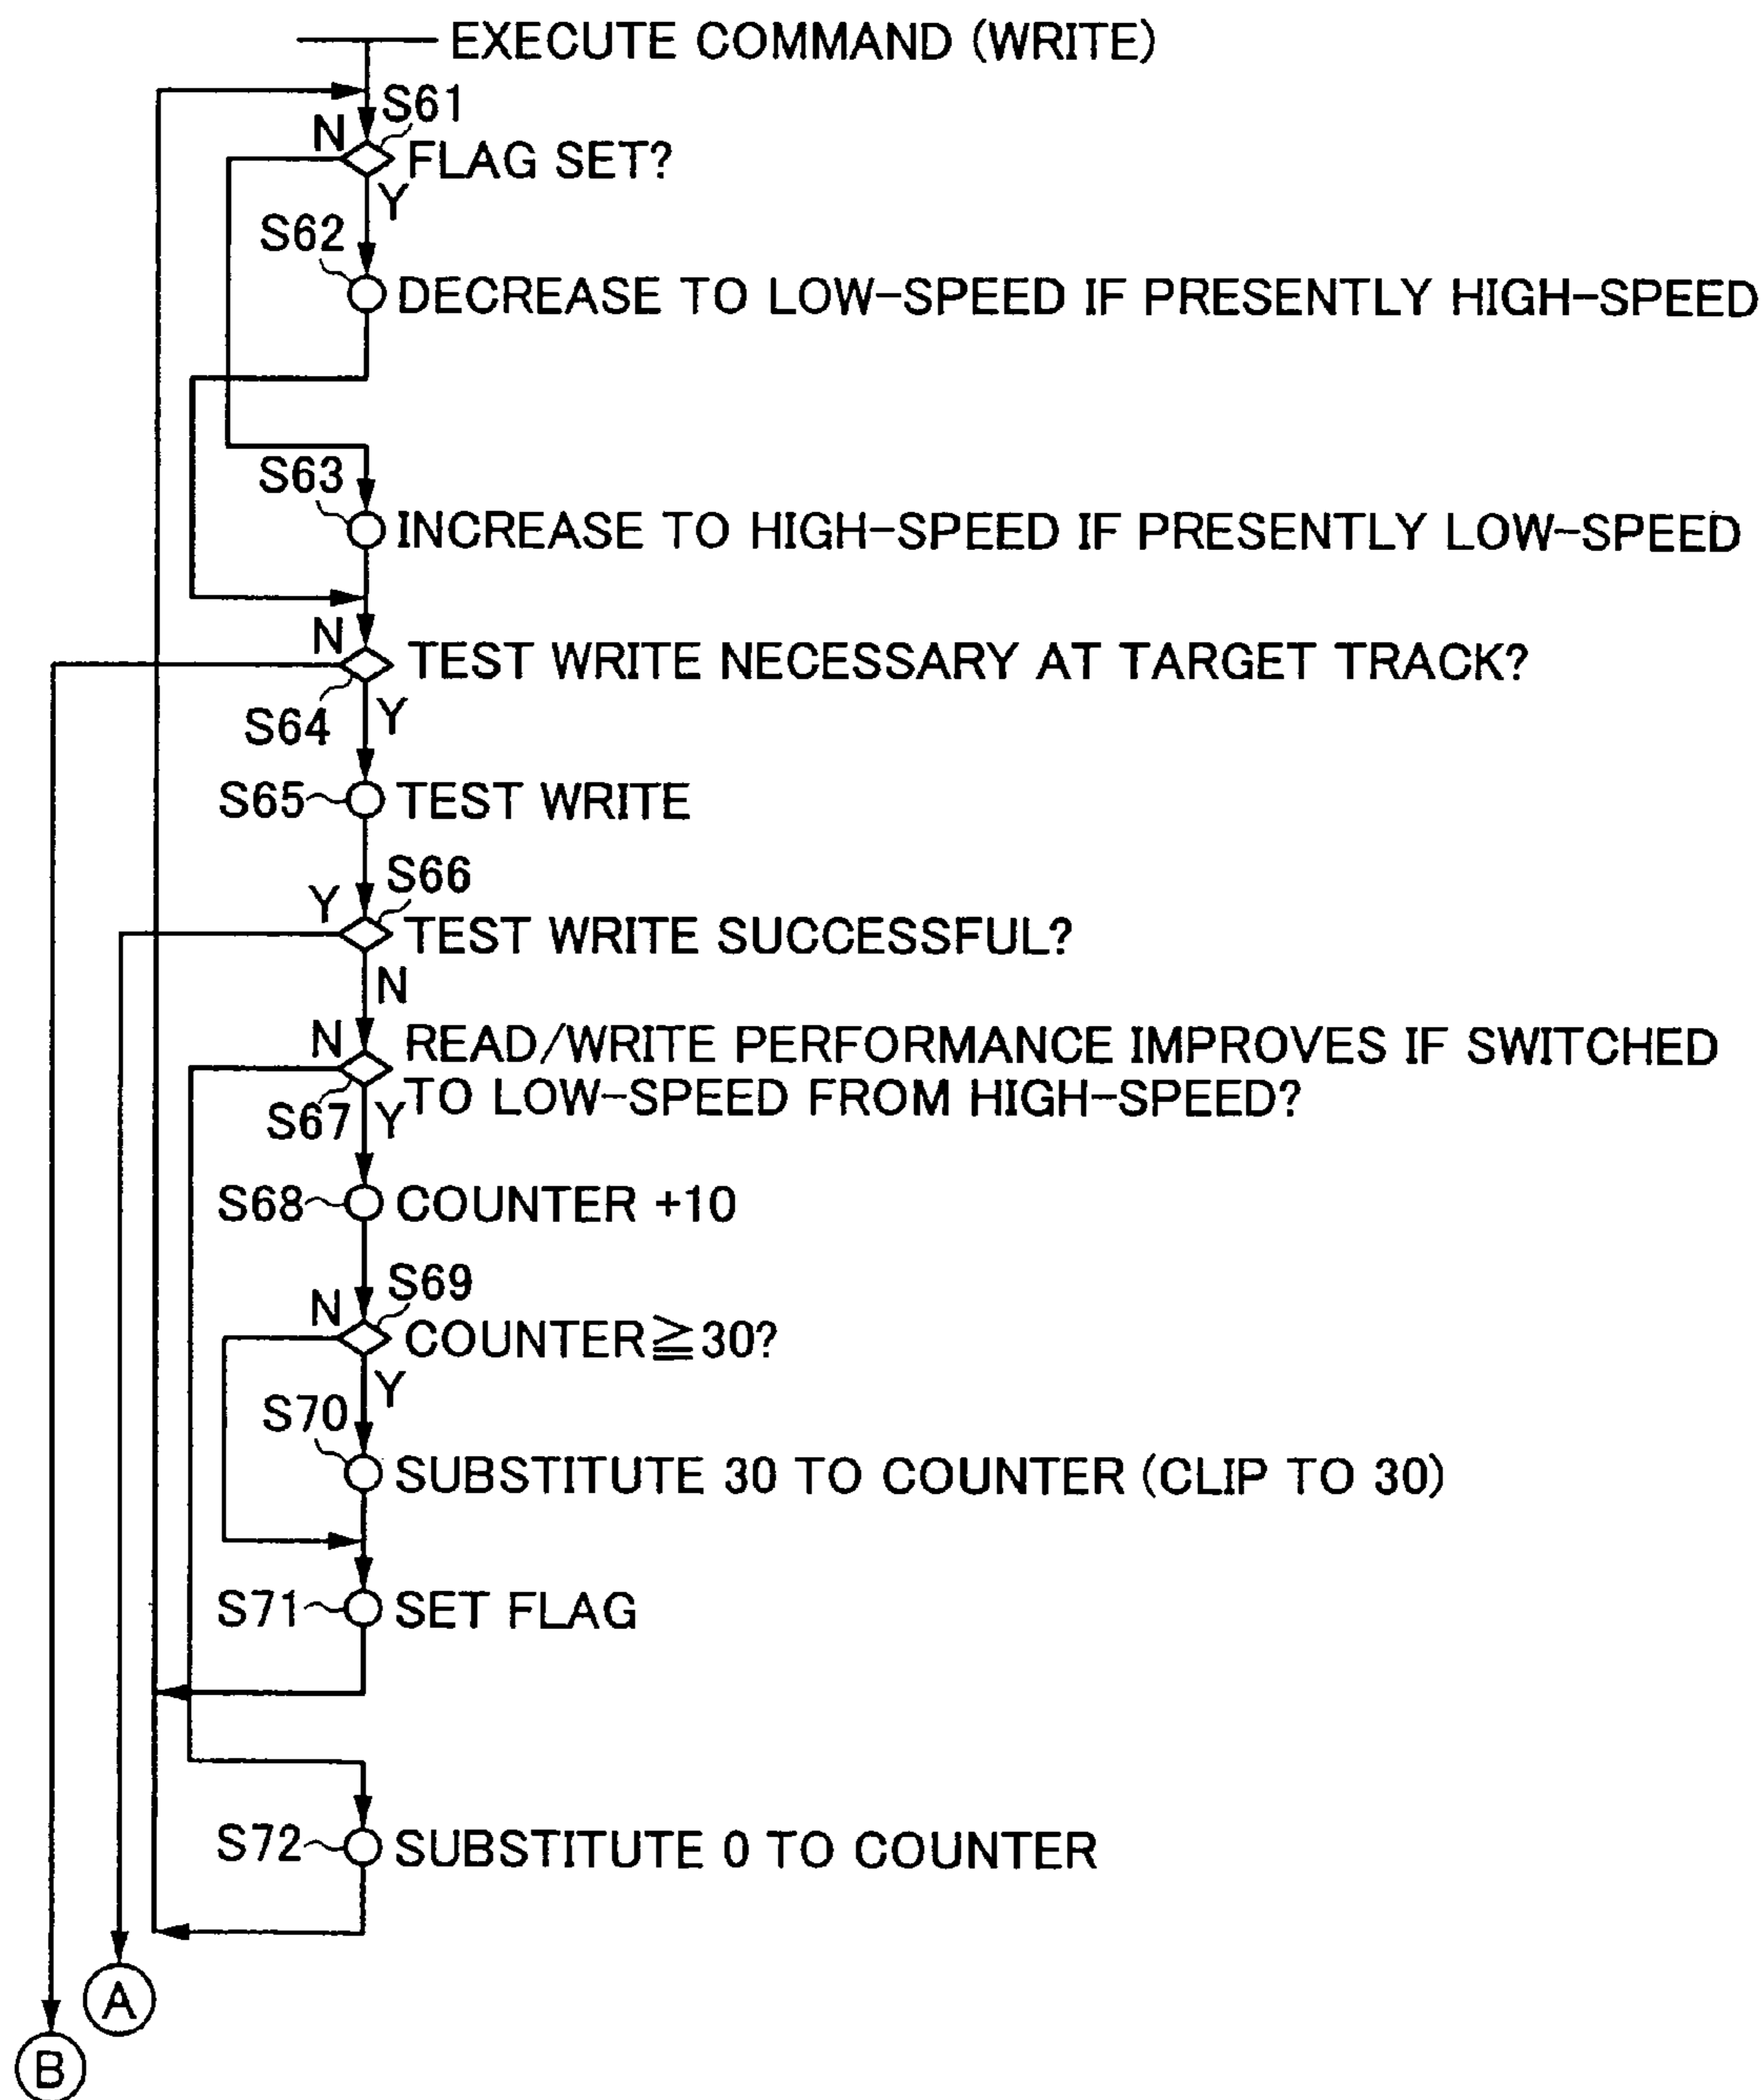 EXECUTE COMMAND (WRITE)
S61
N
FLAG SET?
Y
S62
DECREASE TO LOW-SPEED IF PRESENTLY HIGH-SPEED
S63
INCREASE TO HIGH-SPEED IF PRESENTLY LOW-SPEED
N
TEST WRITE NECESSARY AT TARGET TRACK?
S64
Y
S65
TEST WRITE
S66
Y
TEST WRITE SUCCESSFUL?
N
N
READ/WRITE PERFORMANCE IMPROVES IF SWITCHED
TO LOW-SPEED FROM HIGH-SPEED?
S67
Y
S68
COUNTER +10
S69
N
COUNTER≧30?
Y
S70
SUBSTITUTE 30 TO COUNTER (CLIP TO 30)
S71
SET FLAG
S72
SUBSTITUTE 0 TO COUNTER
A
B